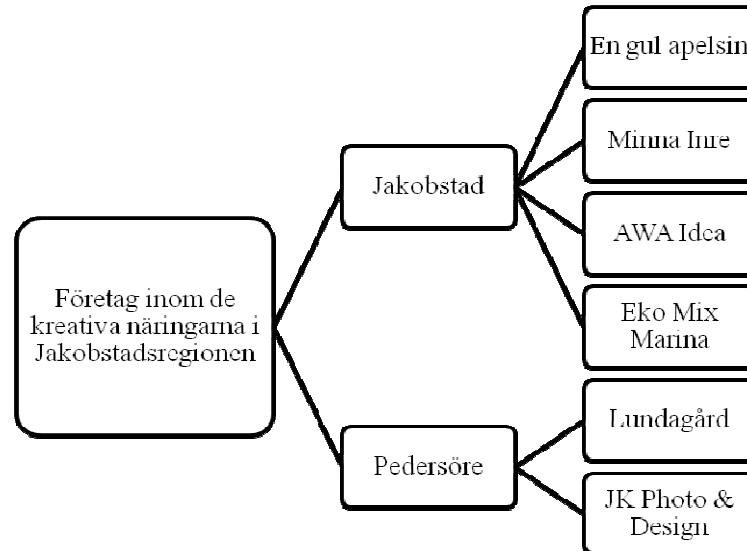 Företag inom de
kreativa näringarna i
Jakobstadsregionen
Jakobstad
En gul apelsin
Minna Inre
AWA Idea
Eko Mix
Marina
Pedersöre
Lundagård
JK Photo &
Design